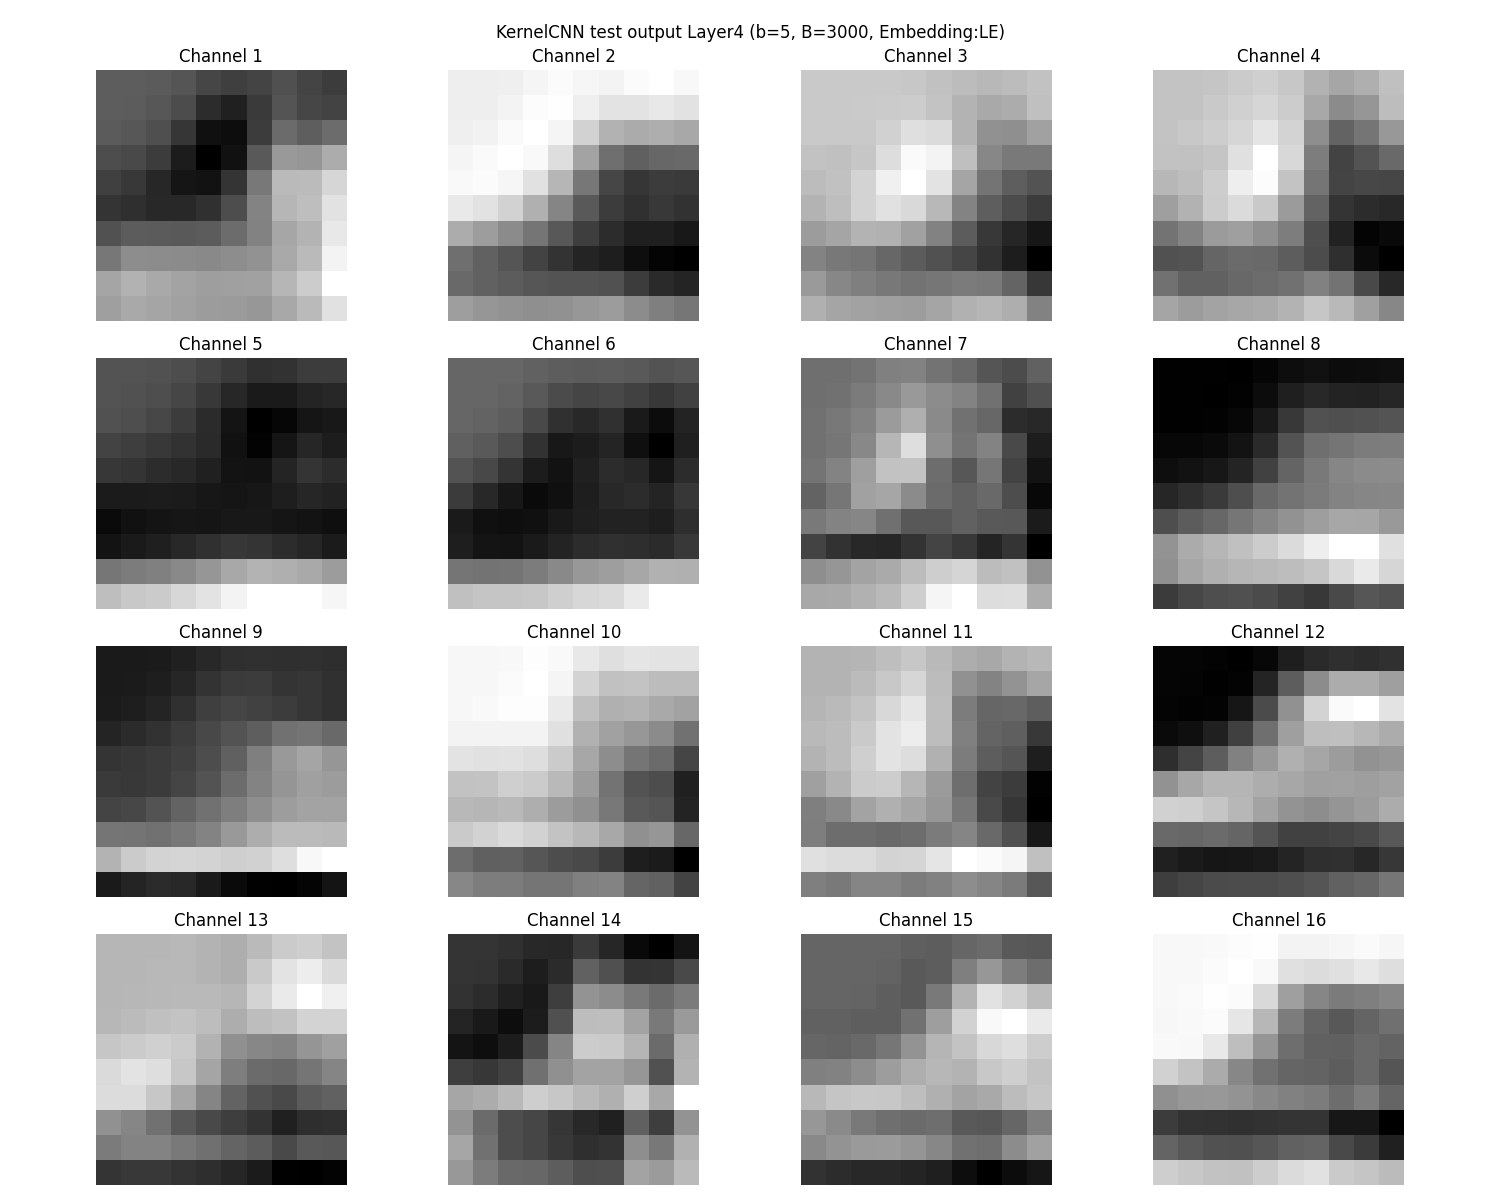 KernelCNN test output Layer4 (b=5, B=3000, Embedding:LE)
Channel 1
Channel 2
Channel 3
Channel 4
Channel 5
Channel 6
Channel 7
Channel 8
Channel 9
Channel 10
Channel 11
Channel 12
Channel 13
Channel 14
Channel 15
Channel 16